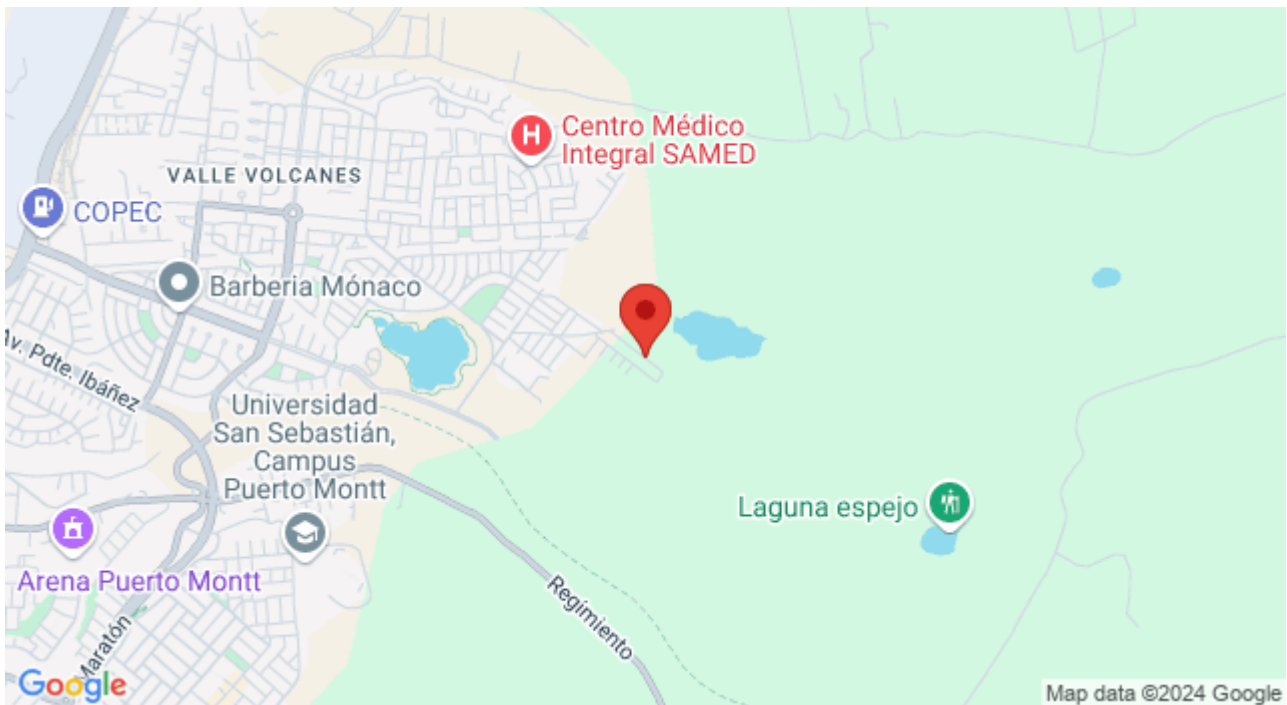 Centro Médico
Integral SAMED
H
VALLE VOLCANES
COPEC
Barberia Mónaco
Av. Pdte. Ibáñez
Universidad
San Sebastián,
Campus
Puerto Montt
Laguna espejo
Arena Puerto Montt
Regimiento
Maratón
Google
Map data ©2024 Google